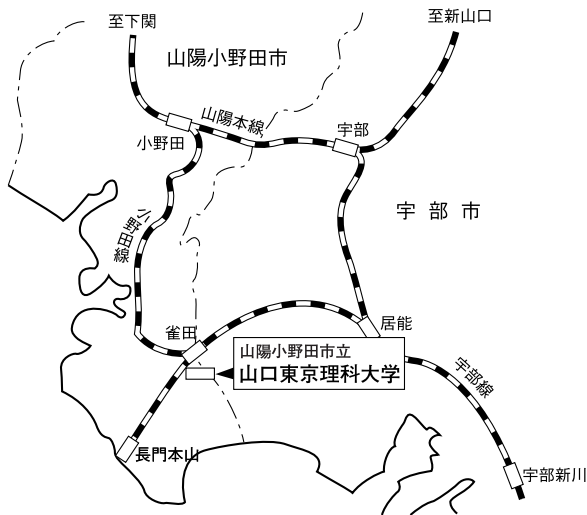 至下関
至新山口
山陽小野田市
山陽本線
宇部
小野田
宇部市
小野田線
居能
雀田
山陽小野田市立
山口東京理科大学
宇部線
長門本山
宇部新川